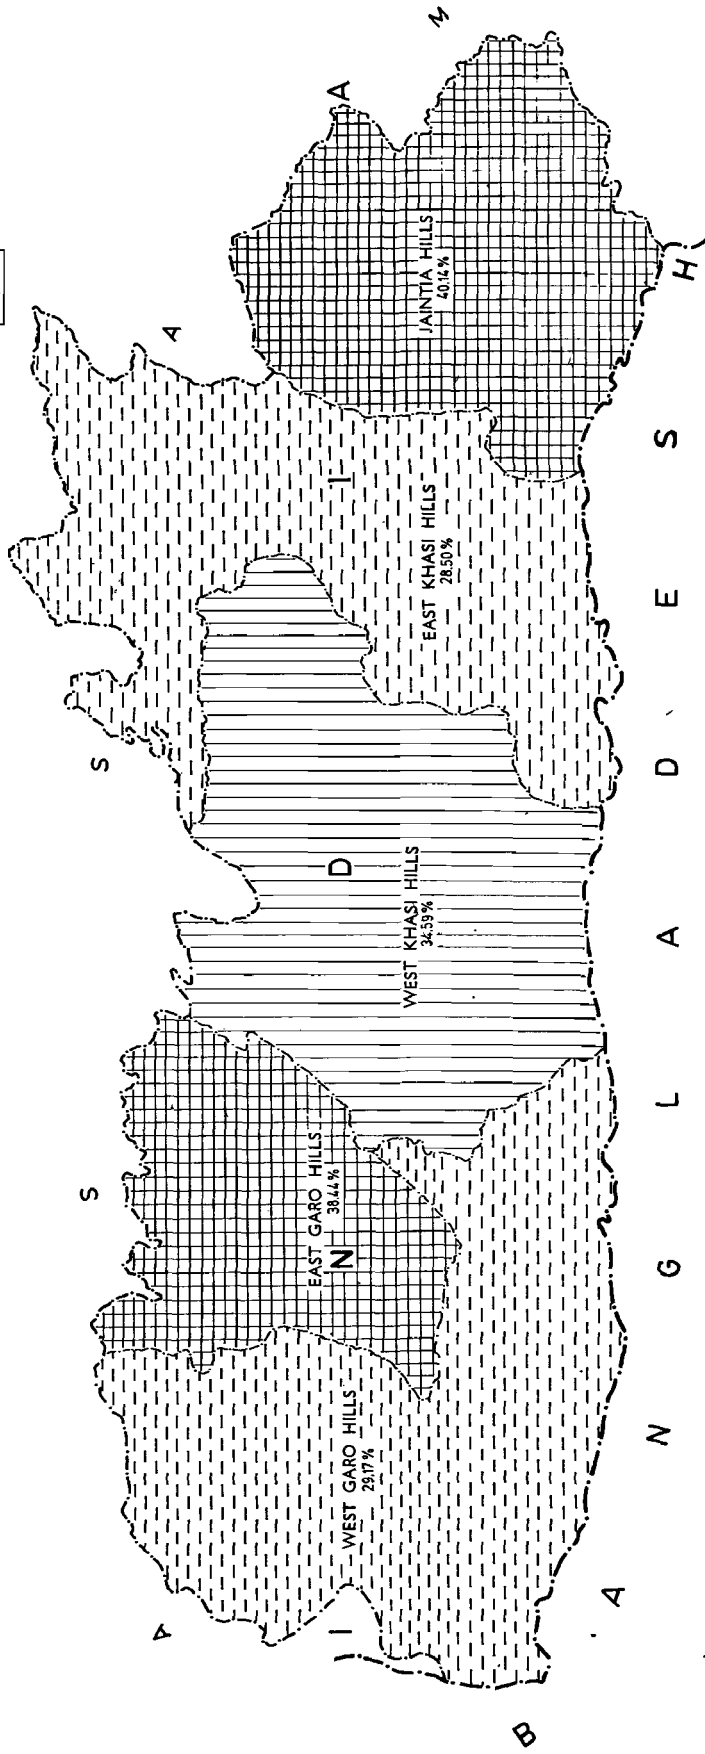 A S S A M
I N D I A
WEST GARO HILLS
29.17%
EAST GARO HILLS
38.44%
WEST KHASI HILLS
34.59%
EAST KHASI HILLS
28.50%
JAINTIA HILLS
40.14%
B A N G L A D E S H